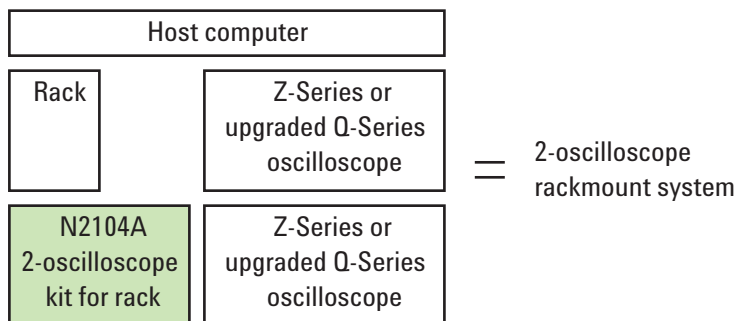 Host computer
Rack
Z-Series or
upgraded Q-Series
oscilloscope
=
2-oscilloscope
rackmount system
N2104A
2-oscilloscope
kit for rack
Z-Series or
upgraded Q-Series
oscilloscope